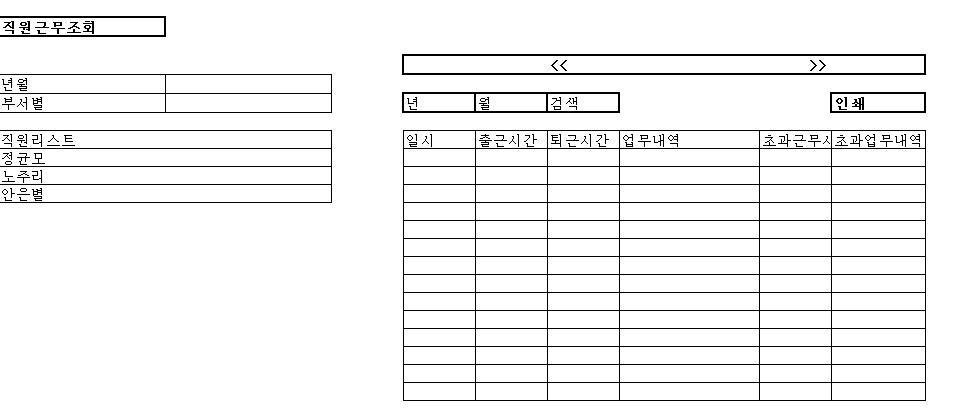 직원근무조회
년월
부서별
직원리스트
정균모
노주리
안은별
<< >>
년 월 검색 인쇄
일시 출근시간 퇴근시간 업무내역 초과근무시 초과업무내역